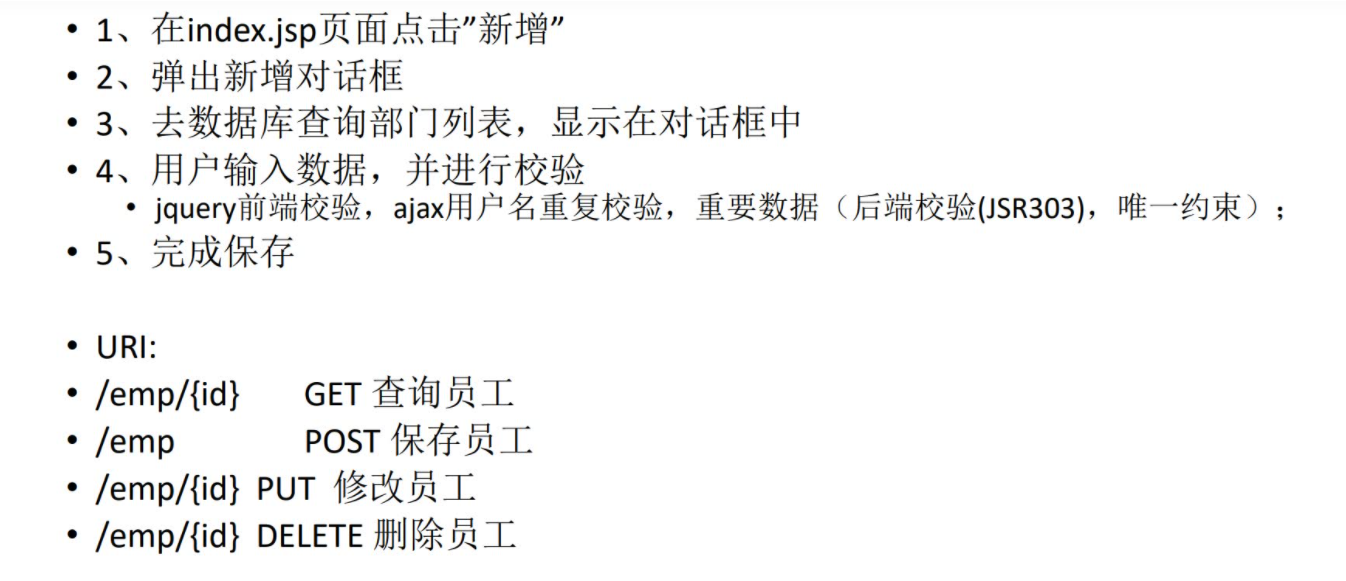 • 1、在index.jsp页面点击”新增”
• 2、弹出新增对话框
• 3、去数据库查询部门列表，显示在对话框中
• 4、用户输入数据，并进行校验
• jquery前端校验，ajax用户名重复校验，重要数据（后端校验(JSR303)，唯一约束）；
• 5、完成保存
• URI:
• /emp/{id} GET 查询员工
• /emp POST 保存员工
• /emp/{id} PUT 修改员工
• /emp/{id} DELETE 删除员工